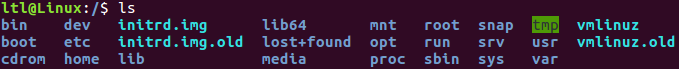 ltl@Linux:/$ ls
bin    dev   initrd.img      lib64       mnt   root  snap  tmp  vmlinuz
boot   etc   initrd.img.old  lost+found  opt   run   srv   usr  vmlinuz.old
cdrom  home  lib             media       proc  sbin  sys   var